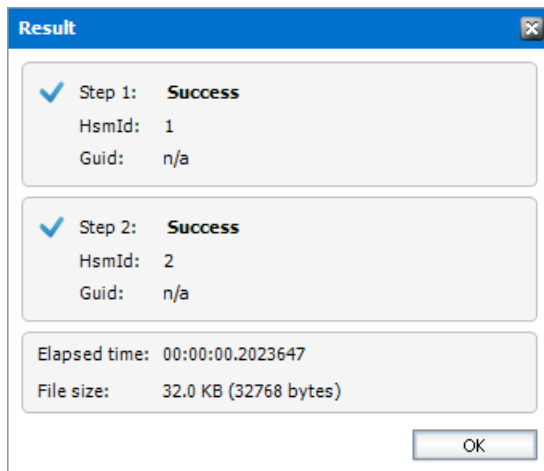 Result
Step 1: Success
HsmId: 1
Guid: n/a
Step 2: Success
HsmId: 2
Guid: n/a
Elapsed time: 00:00:00.2023647
File size: 32.0 KB (32768 bytes)
OK